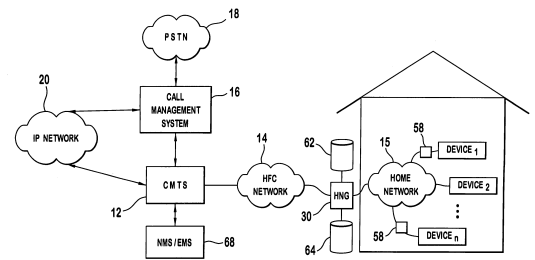 18
PSTN
20
16
CALL
MANAGEMENT
SYSTEM
IP NETWORK
62
58
15
DEVICE 1
14
HFC
NETWORK
HNG
HOME
NETWORK
DEVICE 2
CMTS
12
30
58
DEVICE n
NMS/EMS
68
64